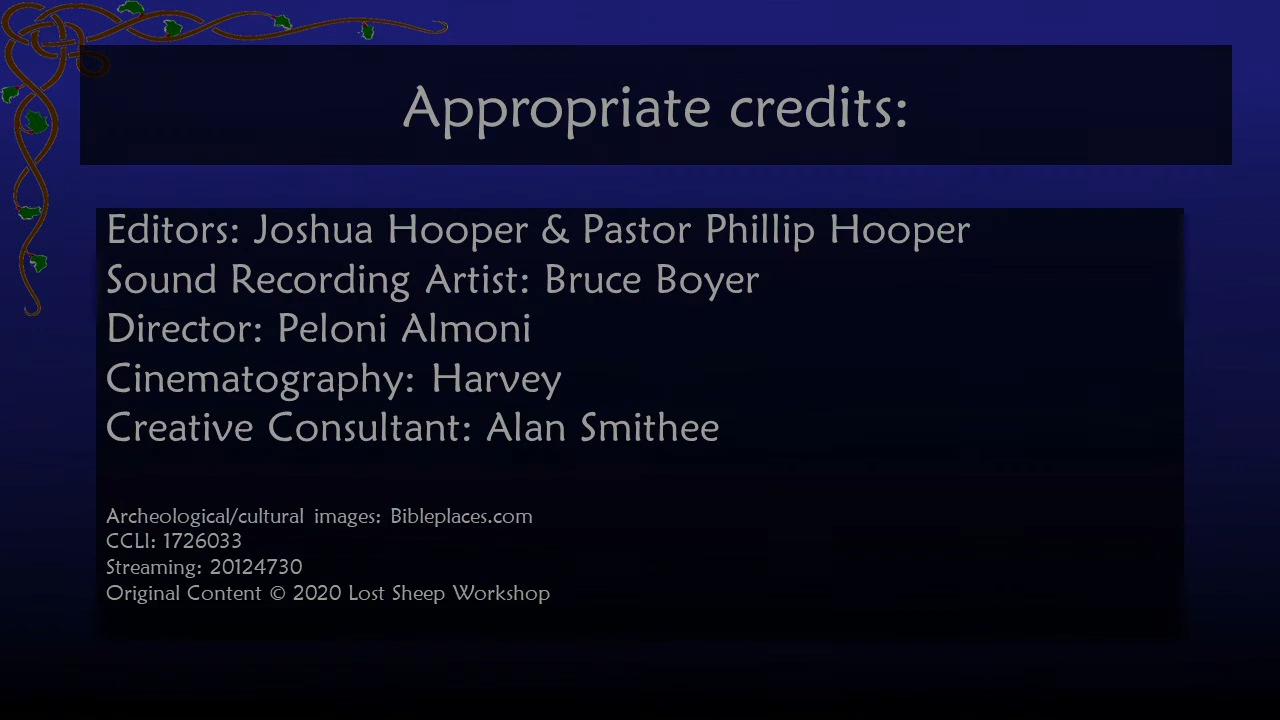 Appropriate credits:
Editors: Joshua Hooper & Pastor Phillip Hooper
Sound Recording Artist: Bruce Boyer
Director: Peloni Almoni
Cinematography: Harvey
Creative Consultant: Alan Smithee
Archeological/cultural images: Bibleplaces.com
CCLI: 1726033
Streaming: 20124730
Original Content © 2020 Lost Sheep Workshop